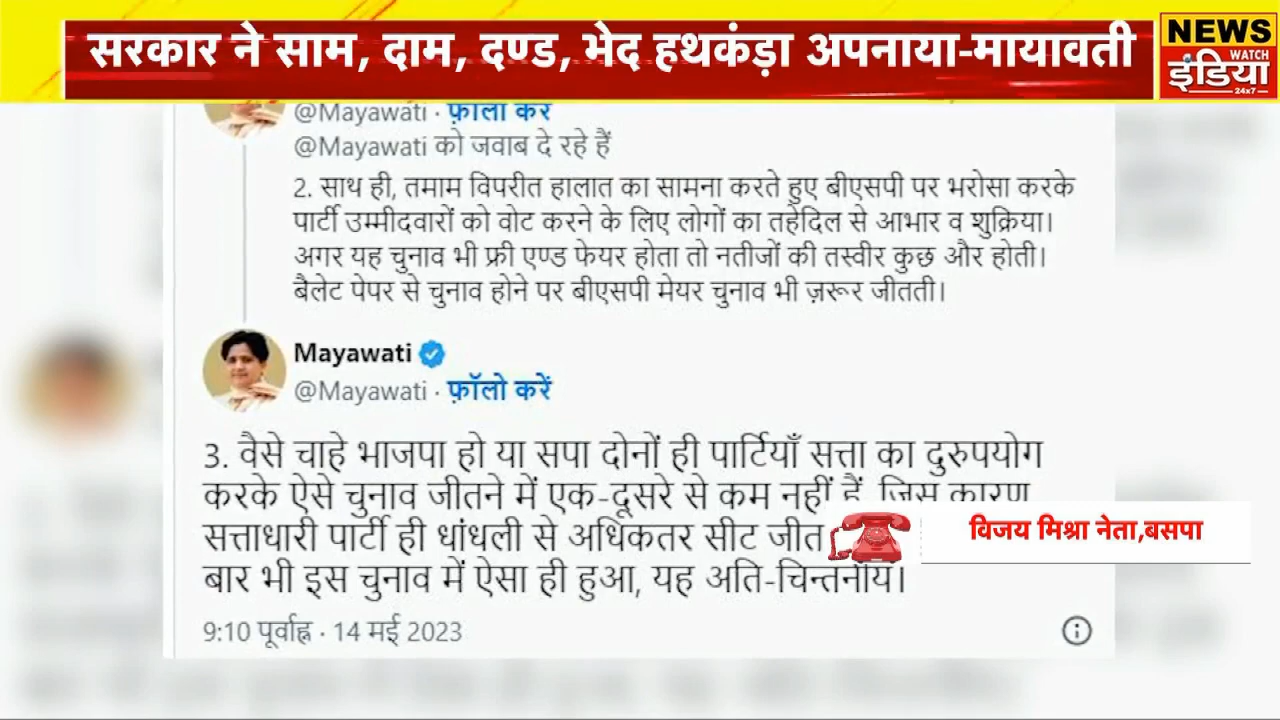 सरकार ने साम, दाम, दण्ड, भेद हथकंड़ा अपनाया-मायावती
NEWS
WATCH
इंडिया
24x7
@Mayawati · फ़ॉलो करें
@Mayawati को जवाब दे रहे हैं
2. साथ ही, तमाम विपरीत हालात का सामना करते हुए बीएसपी पर भरोसा करके
पार्टी उम्मीदवारों को वोट करने के लिए लोगों का तहेदिल से आभार व शुक्रिया।
अगर यह चुनाव भी फ्री एण्ड फेयर होता तो नतीजों की तस्वीर कुछ और होती।
बैलेट पेपर से चुनाव होने पर बीएसपी मेयर चुनाव भी ज़रूर जीतती।
Mayawati
@Mayawati · फ़ॉलो करें
3. वैसे चाहे भाजपा हो या सपा दोनों ही पार्टियाँ सत्ता का दुरुपयोग
करके ऐसे चुनाव जीतने में एक-दूसरे से कम नहीं हैं, जिस कारण
सत्ताधारी पार्टी ही धांधली से अधिकतर सीट जीत
विजय मिश्रा नेता,बसपा
बार भी इस चुनाव में ऐसा ही हुआ, यह अति-चिन्तनीय।
9:10 पूर्वाह्न · 14 मई 2023